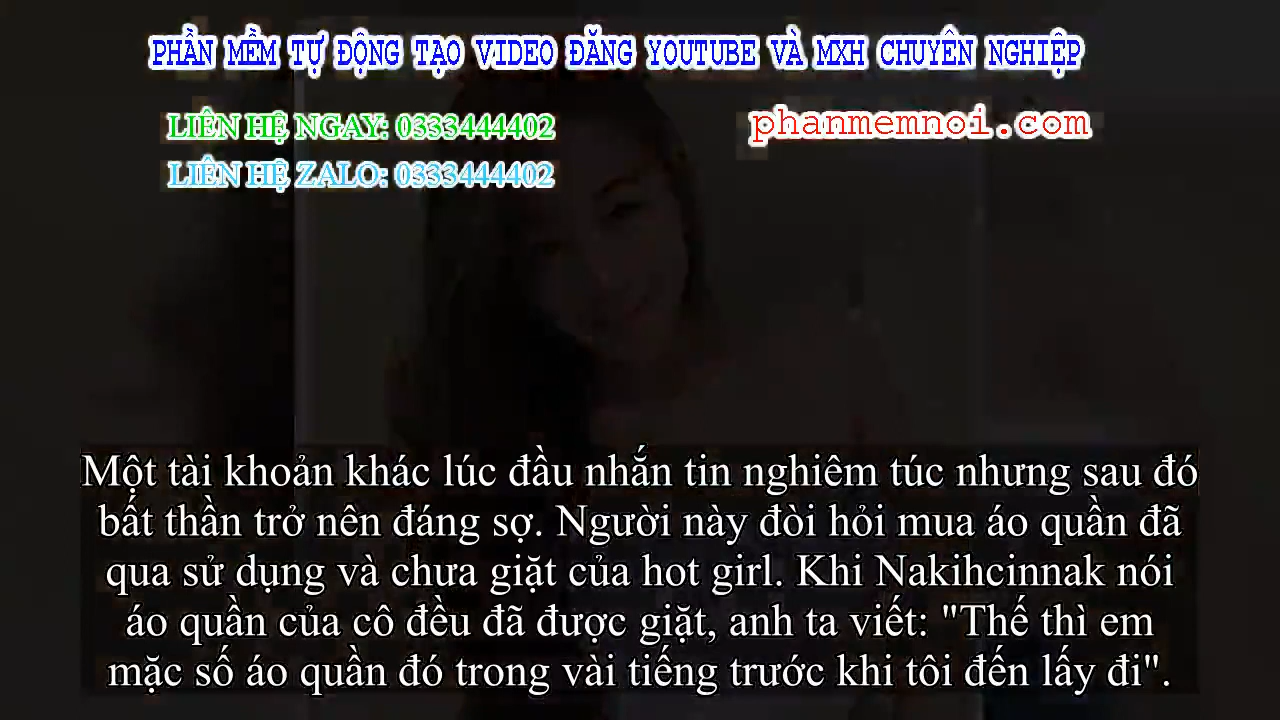 PHẦN MỀM TỰ ĐỘNG TẠO VIDEO ĐĂNG YOUTUBE VÀ MXH CHUYÊN NGHIỆP
LIÊN HỆ NGAY: 0333444402
phanmemnoi.com
LIÊN HỆ ZALO: 0333444402
Một tài khoản khác lúc đầu nhắn tin nghiêm túc nhưng sau đó
bất thần trở nên đáng sợ. Người này đòi hỏi mua áo quần đã
qua sử dụng và chưa giặt của hot girl. Khi Nakihcinnak nói
áo quần của cô đều đã được giặt, anh ta viết: "Thế thì em
mặc số áo quần đó trong vài tiếng trước khi tôi đến lấy đi".